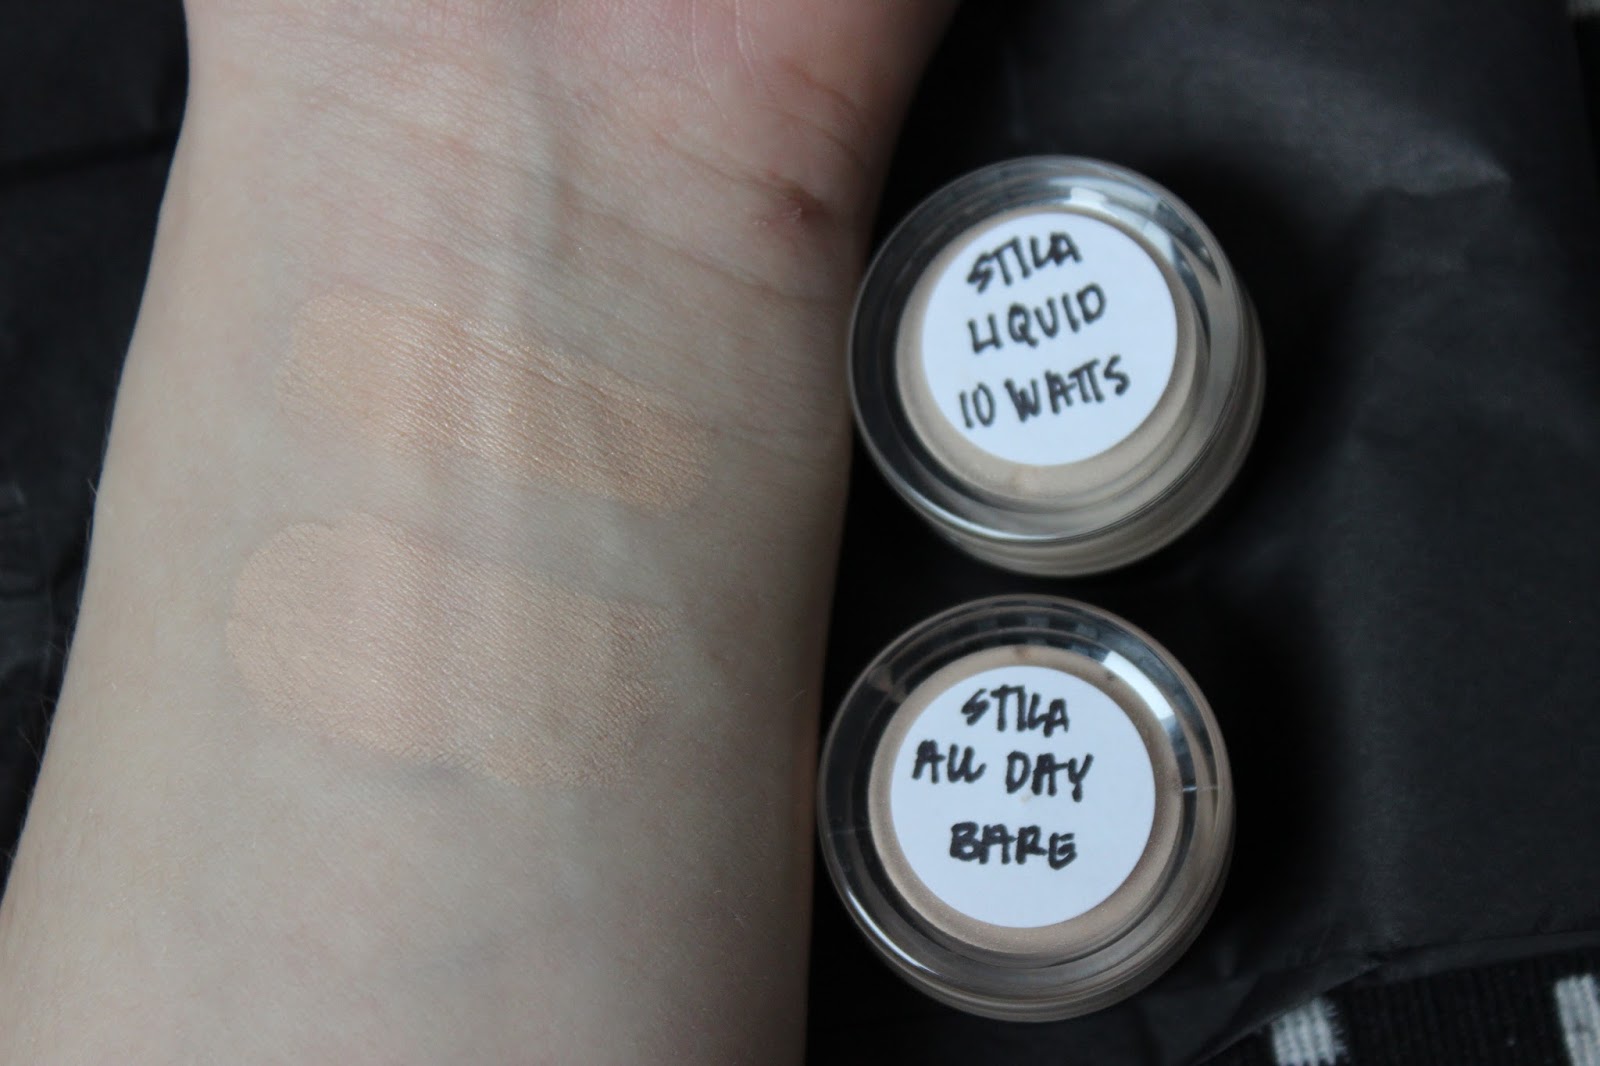 STILA
LIQUID
10 WATTS
STILA
ALL DAY
BARE